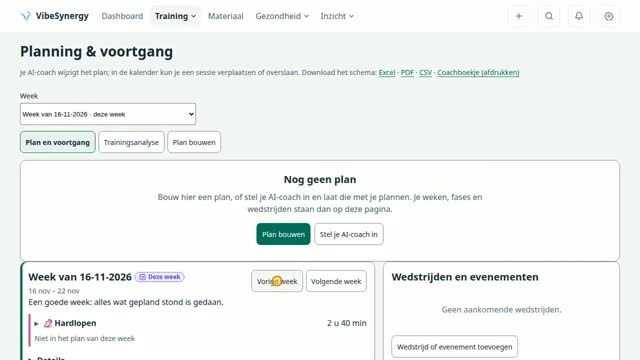 VibeSynergy Dashboard Training Materiaal Gezondheid Inzicht
Planning & voortgang
Je AI-coach wijzigt het plan; in de kalender kun je een sessie verplaatsen of overslaan. Download het schema: Excel · PDF · CSV · Coachboekje (afdrukken)
Week
Week van 16-11-2026 · deze week
Plan en voortgang Trainingsanalyse Plan bouwen
Nog geen plan
Bouw hier een plan, of stel je AI-coach in en laat die met je plannen. Je weken, fases en
wedstrijden staan dan op deze pagina.
Plan bouwen Stel je AI-coach in
Week van 16-11-2026 Deze week
16 nov – 22 nov
Vorige week Volgende week
Een goede week: alles wat gepland stond is gedaan.
Hardlopen 2 u 40 min
Niet in het plan van deze week
Details
Wedstrijden en evenementen
Geen aankomende wedstrijden.
Wedstrijd of evenement toevoegen